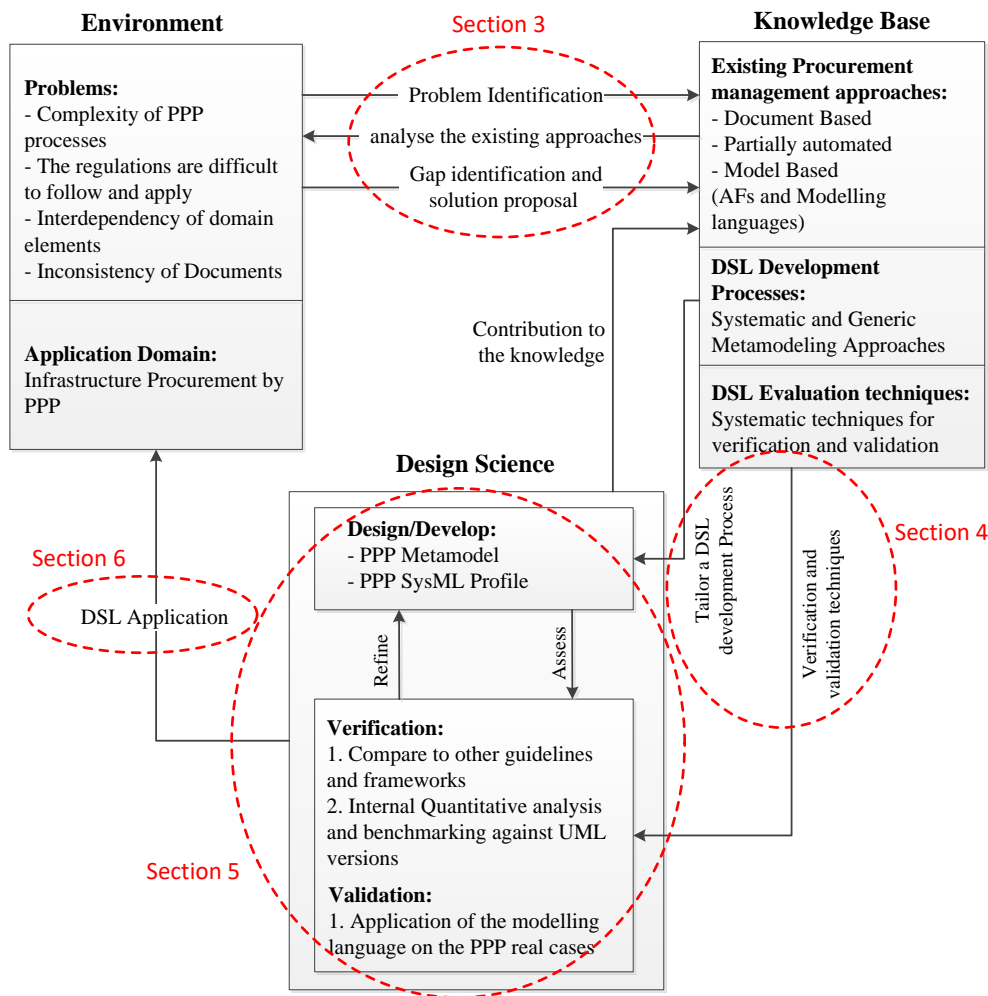 Environment
Section 3
Knowledge Base
Problems:
- Complexity of PPP
processes
- The regulations are difficult
to follow and apply
- Interdependency of domain
elements
- Inconsistency of Documents
Application Domain:
Infrastructure Procurement by
PPP
Problem Identification
analyse the existing approaches
Gap identification and
solution proposal
Existing Procurement
management approaches:
- Document Based
- Partially automated
- Model Based
(AFs and Modelling
languages)
DSL Development
Processes:
Systematic and Generic
Metamodeling Approaches
DSL Evaluation techniques:
Systematic techniques for
verification and validation
Contribution to
the knowledge
Design Science
Design/Develop:
- PPP Metamodel
- PPP SysML Profile
Refine
Assess
Verification:
1. Compare to other guidelines
and frameworks
2. Internal Quantitative analysis
and benchmarking against UML
versions
Validation:
1. Application of the modelling
language on the PPP real cases
Tailor a DSL
development Process
Verification and
validation techniques
Section 4
Section 6
DSL Application
Section 5